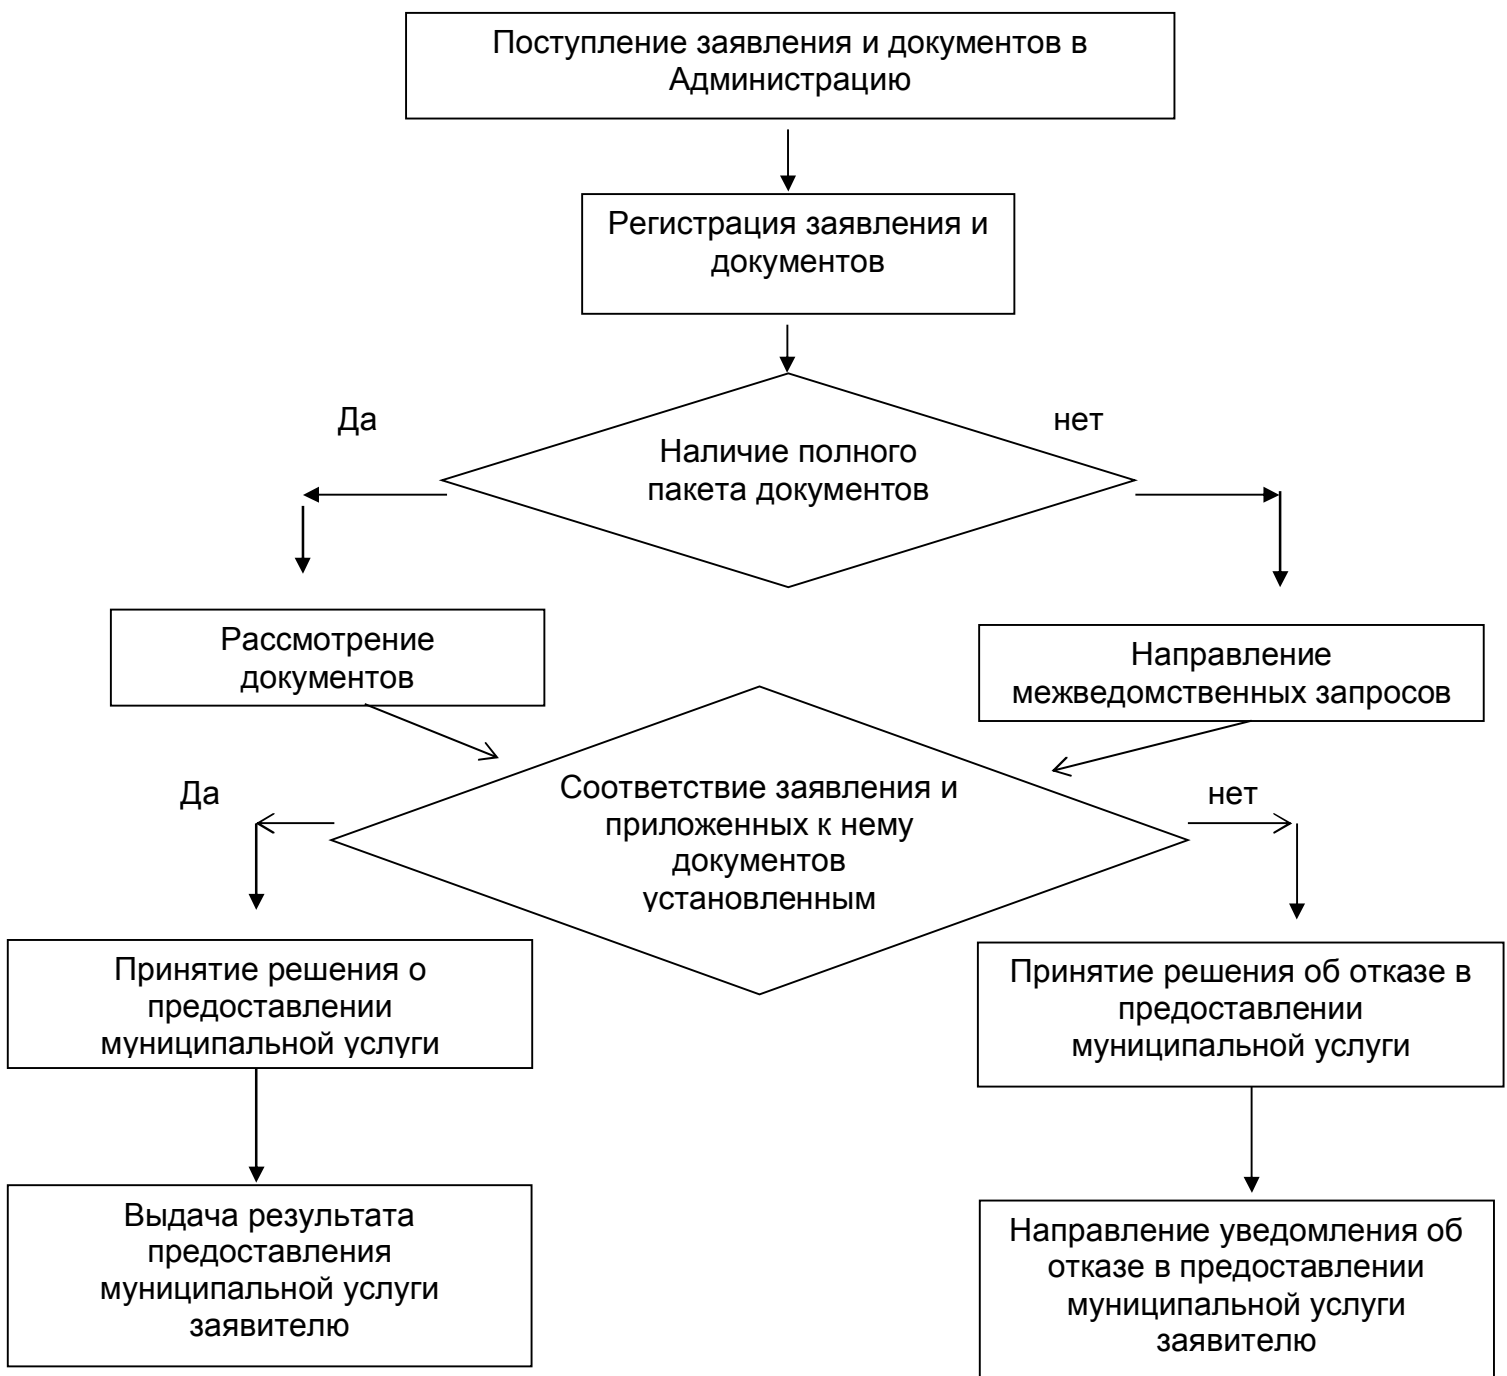 Поступление заявления и документов в
Администрацию
Регистрация заявления и
документов
Да
нет
Наличие полного
пакета документов
Рассмотрение
документов
Направление
межведомственных запросов
Да
нет
Соответствие заявления и
приложенных к нему
документов
установленным
Принятие решения о
предоставлении
муниципальной услуги
Принятие решения об отказе в
предоставлении
муниципальной услуги
Выдача результата
предоставления
муниципальной услуги
заявителю
Направление уведомления об
отказе в предоставлении
муниципальной услуги
заявителю